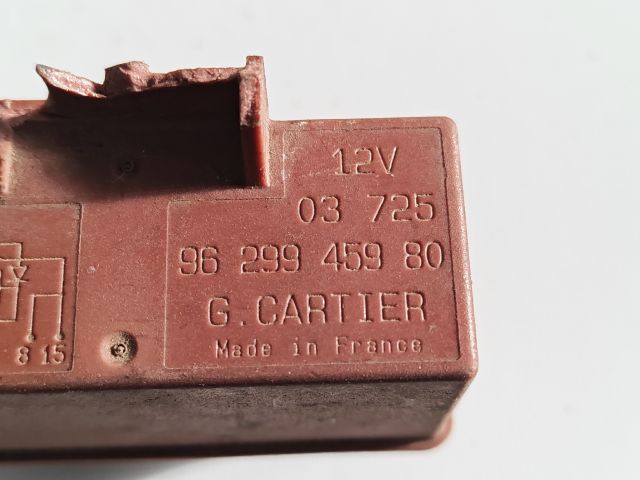 12V
03 725
96 299 459 80
G.CARTIER
Made in France
8 15